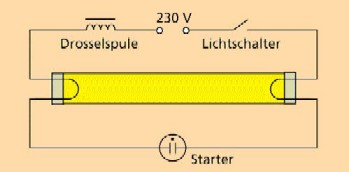 230 V
Drosselspule
Lichtschalter
Starter